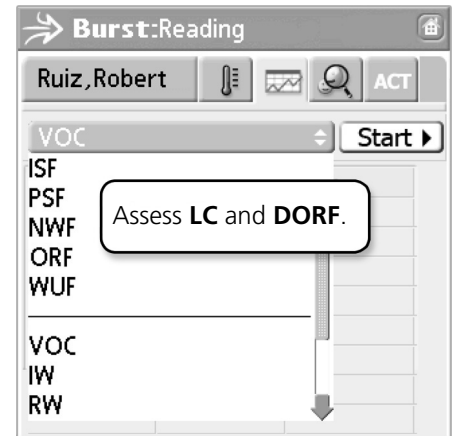 Burst:Reading
Ruiz,Robert ACT
VOC Start
ISF
PSF
NWF
ORF
WUF
VOC
IW
RW
Assess LC and DORF.